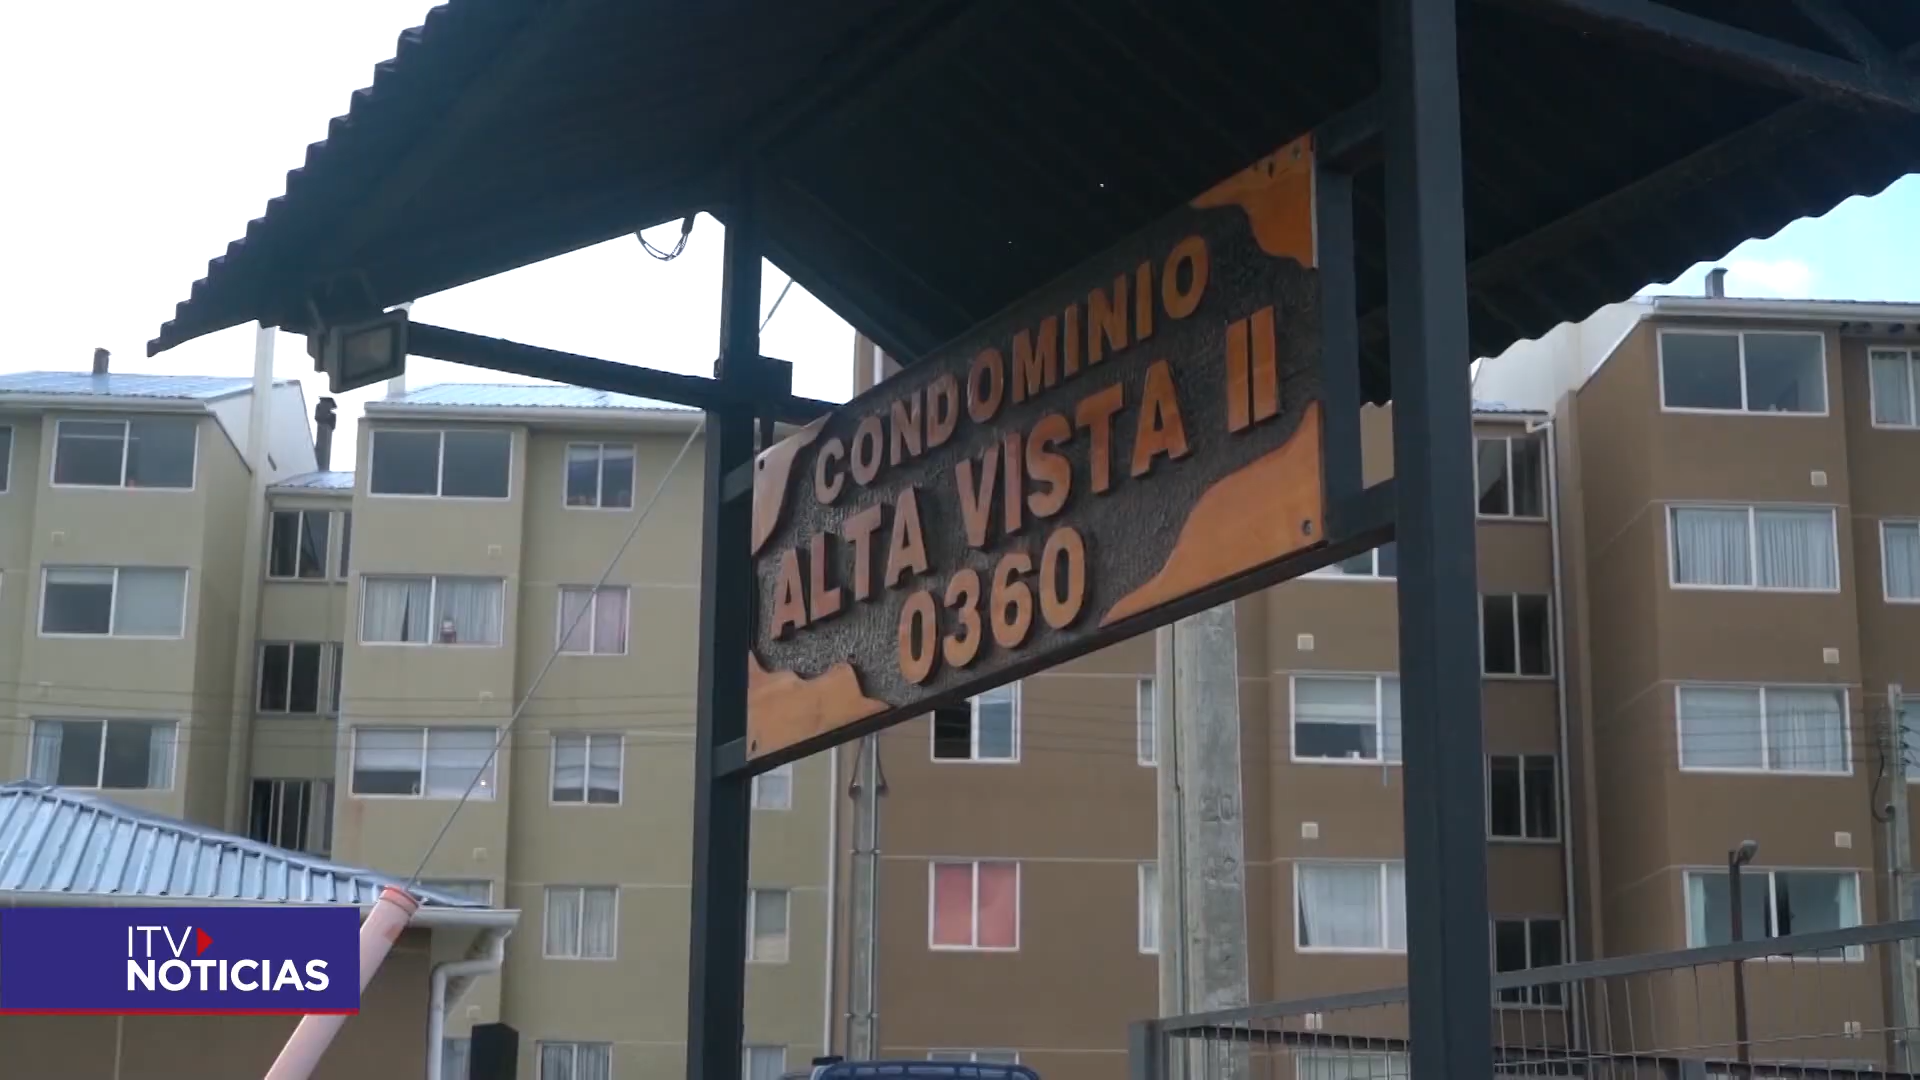 CONDOMINIO
ALTA VISTA II
0360
ITV
NOTICIAS